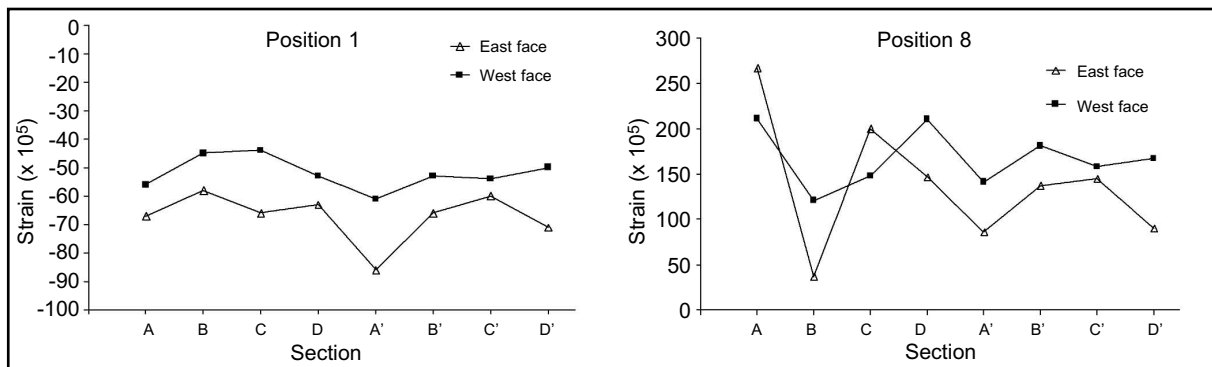 Position 1
East face
West face
Strain (x 10⁵)
0
-10
-20
-30
-40
-50
-60
-70
-80
-90
-100
A B C D A’ B’ C’ D’
Section
Position 8
East face
West face
Strain (x 10⁵)
300
250
200
150
100
50
0
A B C D A’ B’ C’ D’
Section